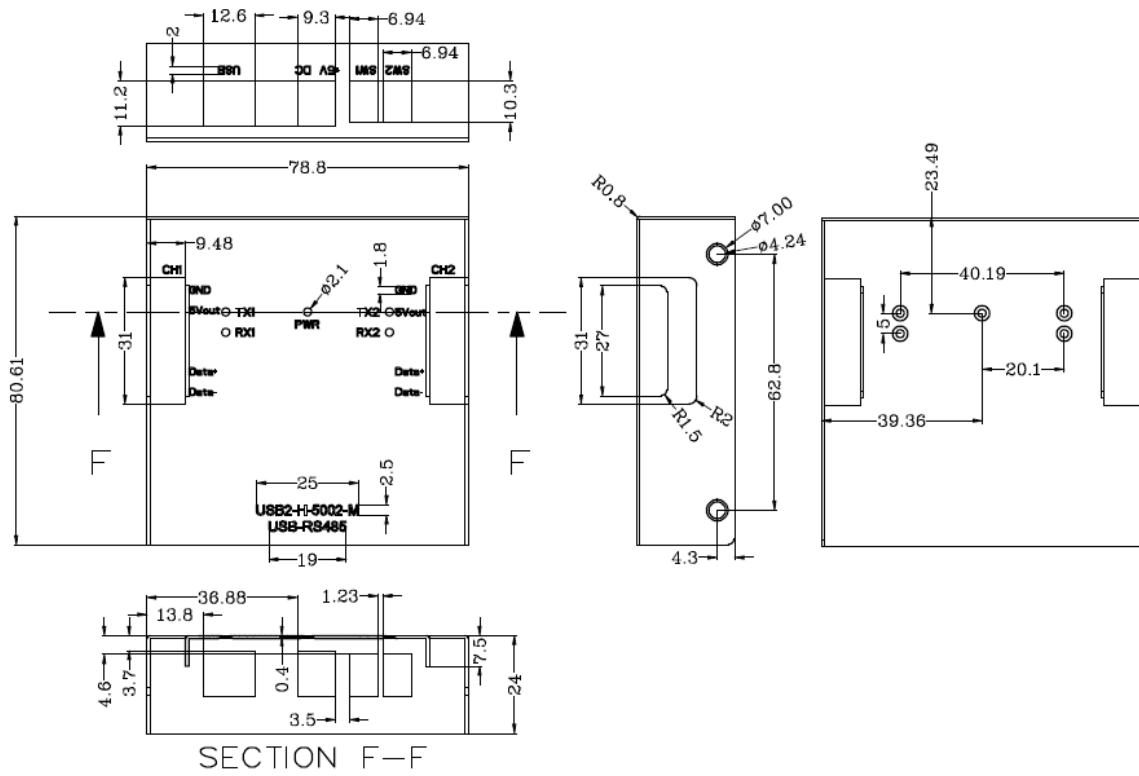 12.6
9.3
6.94
2
USB
+5V DC
SW1
SW2
6.94
11.2
10.3
78.8
9.48
CH1
CH2
1.8
GND
GND
ø2.1
5Vout
TX1
TX2
5Vout
PWR
RX1
RX2
31
80.61
Data+
Data+
Data-
Data-
F
F
25
2.5
USB2-H-5002-M
USB-RS485
19
R0.8
ø7.00
ø4.24
31
27
62.8
R1.5
R2
4.3
23.49
40.19
5
20.1
39.36
36.88
1.23
13.8
4.6
3.7
0.4
7.5
24
3.5
SECTION F-F